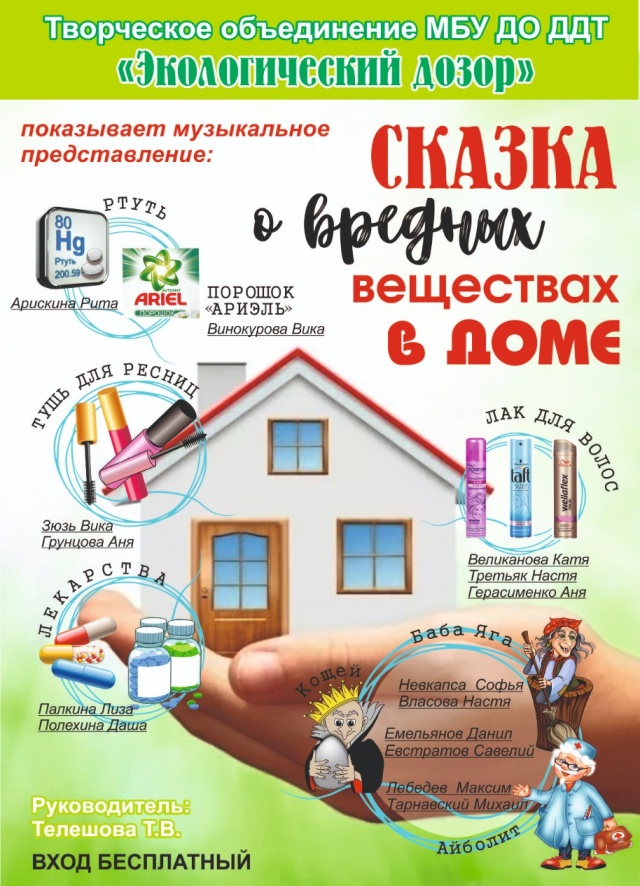 Творческое объединение МБУ ДО ДДТ
«Экологический дозор»
показывает музыкальное
представление:
СКАЗКА
о вредных
веществах
в ДОМЕ
РТУТЬ
80
Hg
Ртуть
200.59
Арискина Рита
АВТОМАТ
ARIEL
ПОРОШОК
ПОРОШОК
«АРИЭЛЬ»
Винокурова Вика
ТУШЬ ДЛЯ РЕСНИЦ
Зюзь Вика
Грунцова Аня
ЛАК ДЛЯ ВОЛОС
taft
wellaflex
Великанова Катя
Третьяк Настя
Герасименко Аня
ЛЕКАРСТВА
Палкина Лиза
Полехина Даша
Баба Яга
Невкапса Софья
Власова Настя
Кощей
Емельянов Данил
Евстратов Савелий
Лебедев Максим
Тарнавский Михаил
Айболит
Руководитель:
Телешова Т.В.
ВХОД БЕСПЛАТНЫЙ